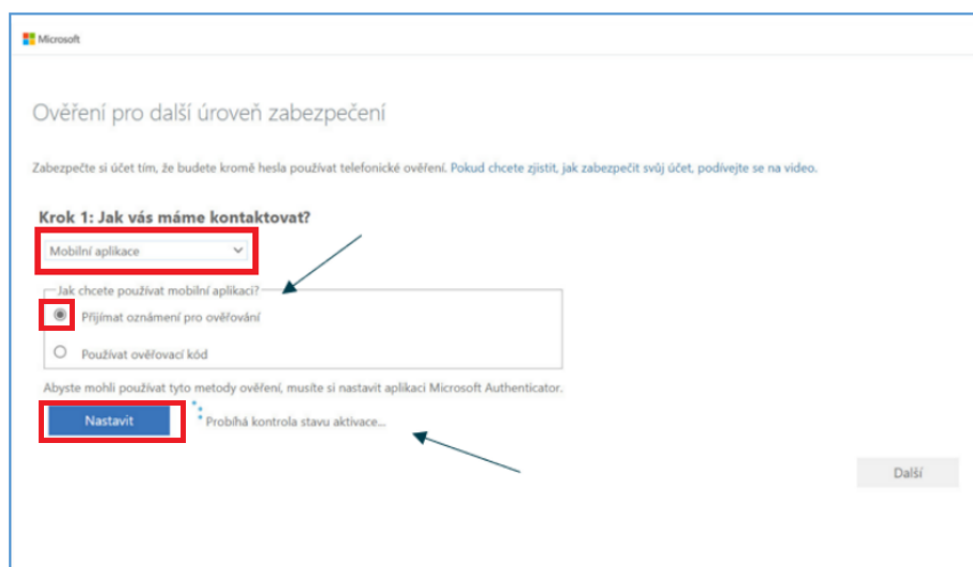 Microsoft
Ověření pro další úroveň zabezpečení
Zabezpečte si účet tím, že budete kromě hesla používat telefonické ověření. Pokud chcete zjistit, jak zabezpečit svůj účet, podívejte se na video.
Krok 1: Jak vás máme kontaktovat?
Mobilní aplikace
Jak chcete používat mobilní aplikaci?
Přijímat oznámení pro ověřování
Používat ověřovací kód
Abyste mohli používat tyto metody ověření, musíte si nastavit aplikaci Microsoft Authenticator.
Nastavit Probíhá kontrola stavu aktivace...
Další